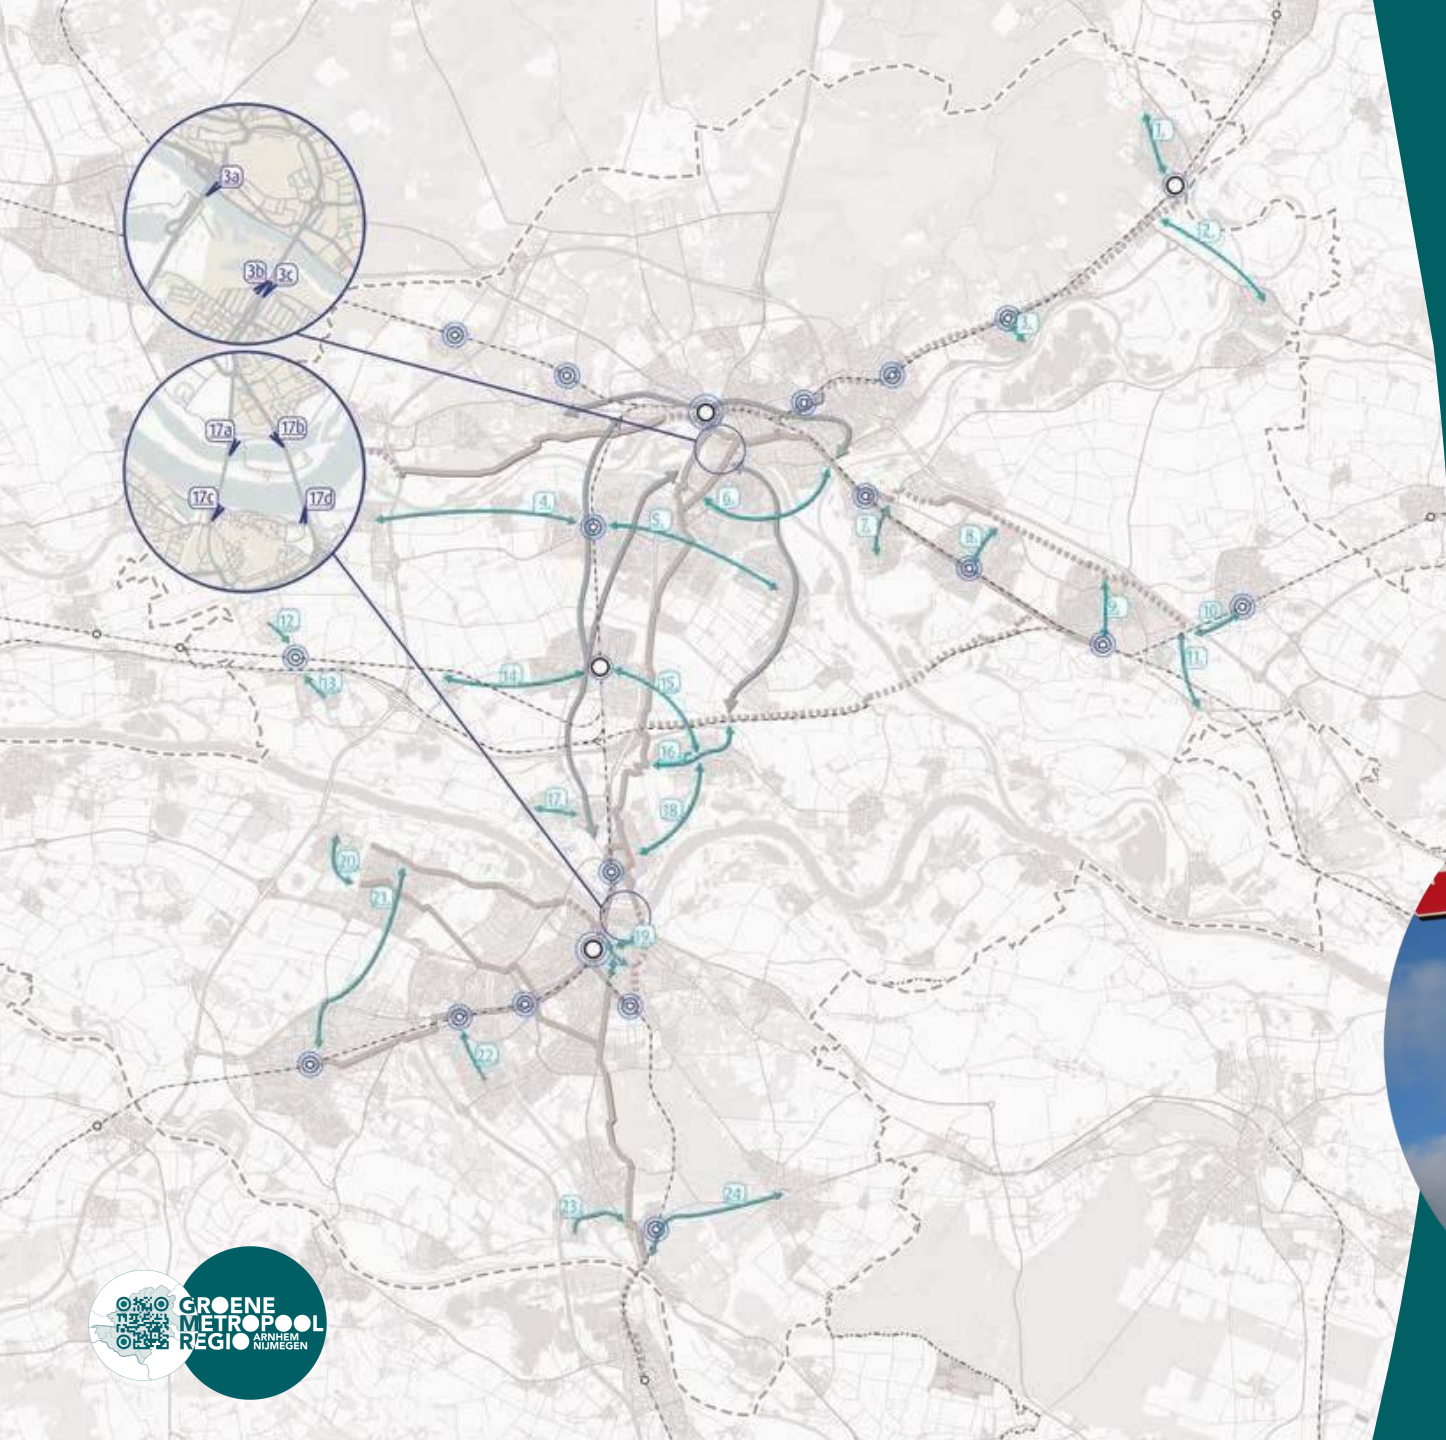 1.
3a
2.
3b
3c
3.
17a
17b
4.
6.
17c
17d
5.
7.
8.
9.
10.
12.
11.
14.
15.
13.
16.
17.
18.
20.
21.
19.
22.
24.
23.
GROENE
METROPOOL
REGIO ARNHEM
NIJMEGEN